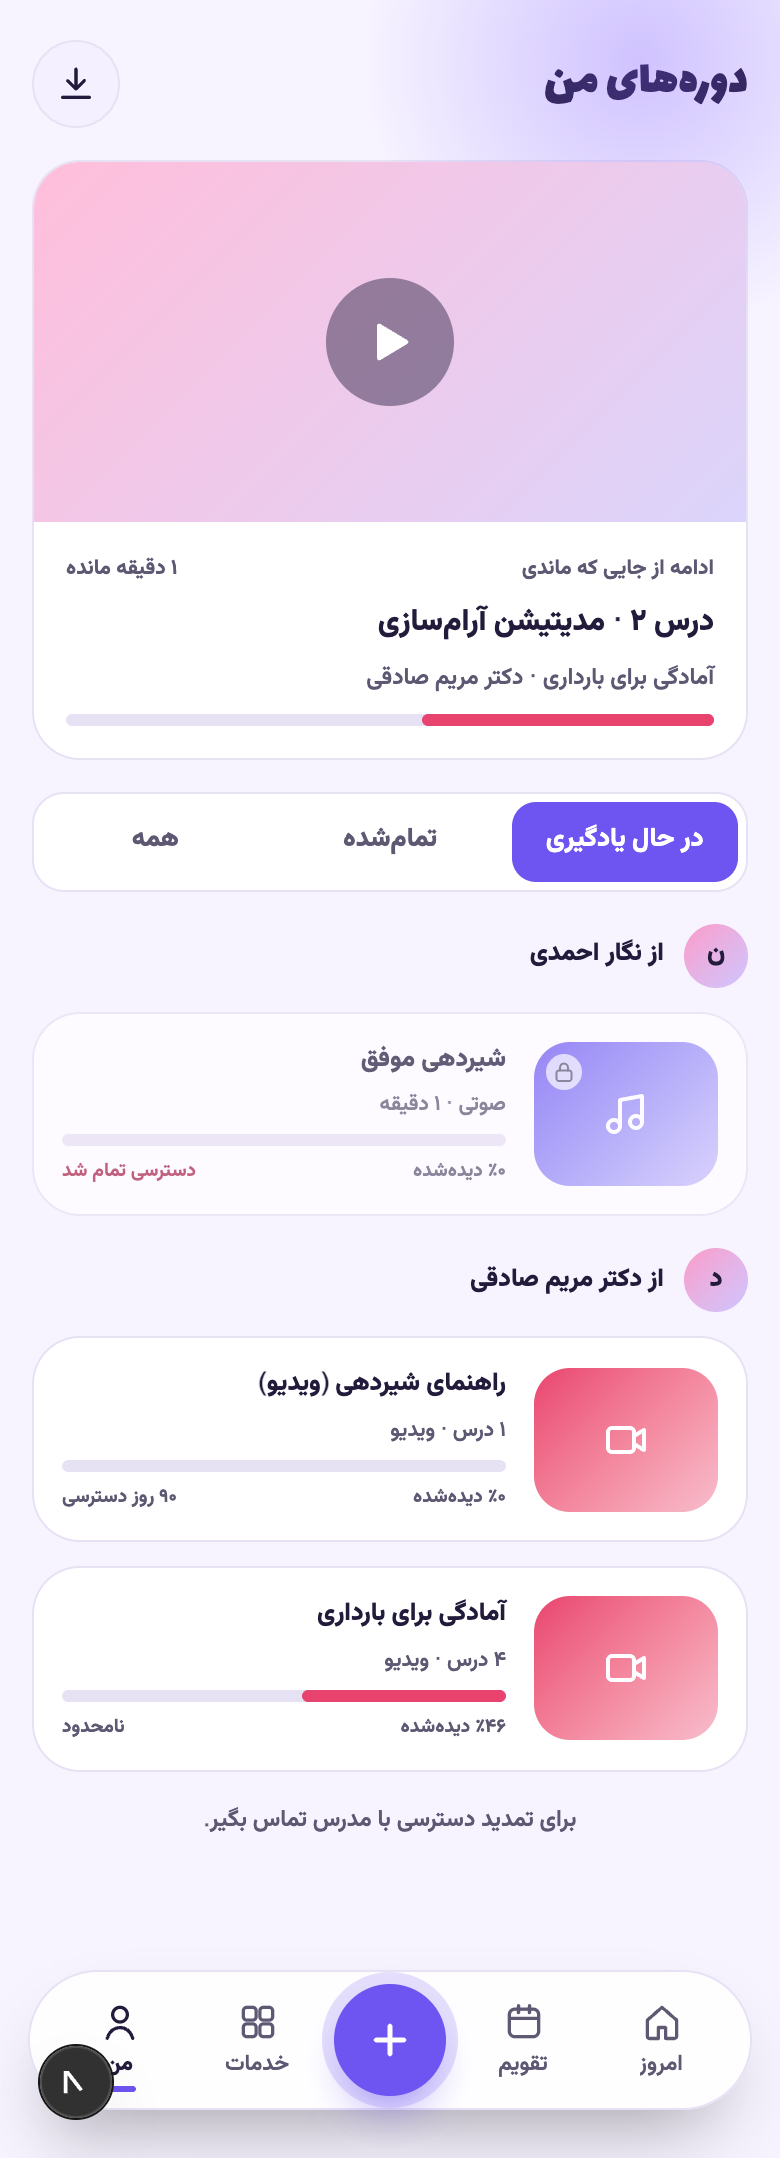 دوره‌های من
ادامه از جایی که ماندی
۱ دقیقه مانده
درس ۲ · مدیتیشن آرام‌سازی
آمادگی برای بارداری · دکتر مریم صادقی
در حال یادگیری
تمام‌شده
همه
ن
از نگار احمدی
شیردهی موفق
صوتی · ۱ دقیقه
٪۰ دیده‌شده
دسترسی تمام شد
د
از دکتر مریم صادقی
راهنمای شیردهی (ویدیو)
۱ درس · ویدیو
٪۰ دیده‌شده
۹۰ روز دسترسی
آمادگی برای بارداری
۴ درس · ویدیو
٪۴۶ دیده‌شده
نامحدود
برای تمدید دسترسی با مدرس تماس بگیر.
امروز
تقویم
خدمات
من
N